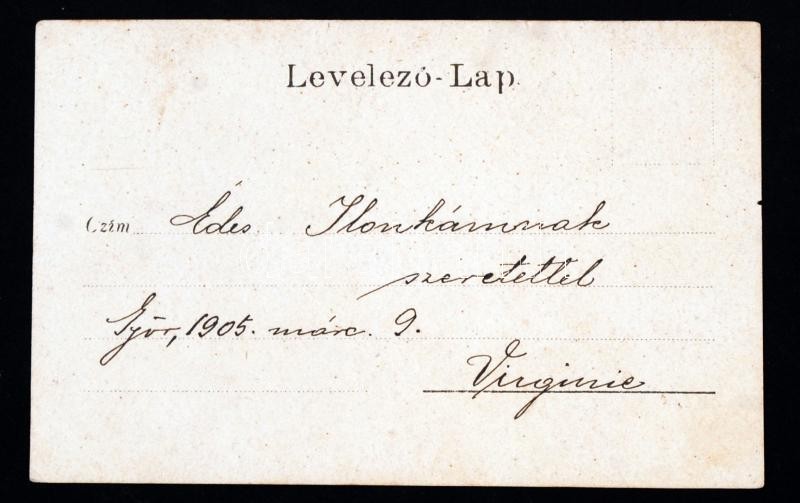 Levelező-Lap.
Czím Édes Ilonkámnak
szeretettel
Győr, 1905. márc. 9.
Virginie